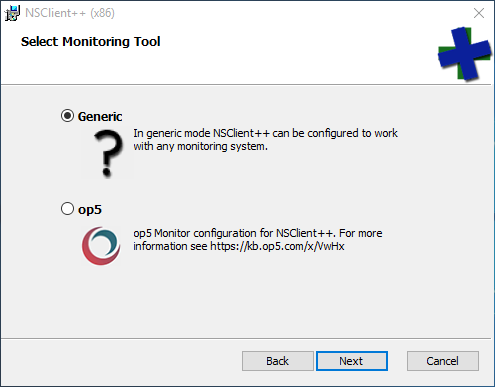 NSClient++ (x86)
Select Monitoring Tool
Generic
?
In generic mode NSClient++ can be configured to work
with any monitoring system.
op5
op5 Monitor configuration for NSClient++. For more
information see https://kb.op5.com/x/VwHx
Back
Next
Cancel